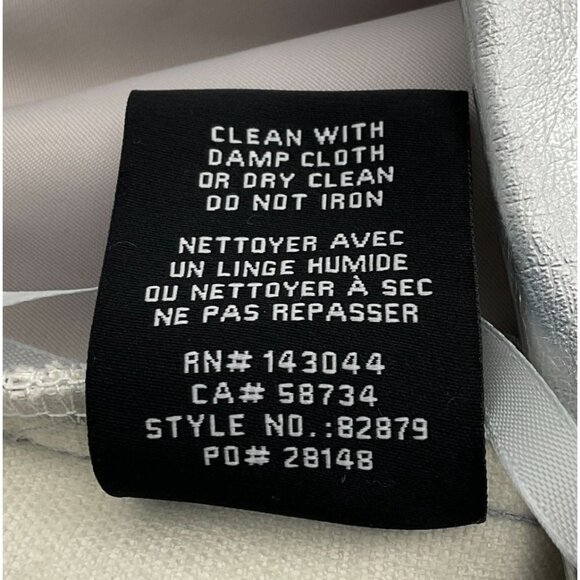 CLEAN WITH
DAMP CLOTH
OR DRY CLEAN
DO NOT IRON
NETTOYER AVEC
UN LINGE HUMIDE
OU NETTOYER À SEC
NE PAS REPASSER
RN# 143044
CA# 58734
STYLE NO.:82879
PO# 28148